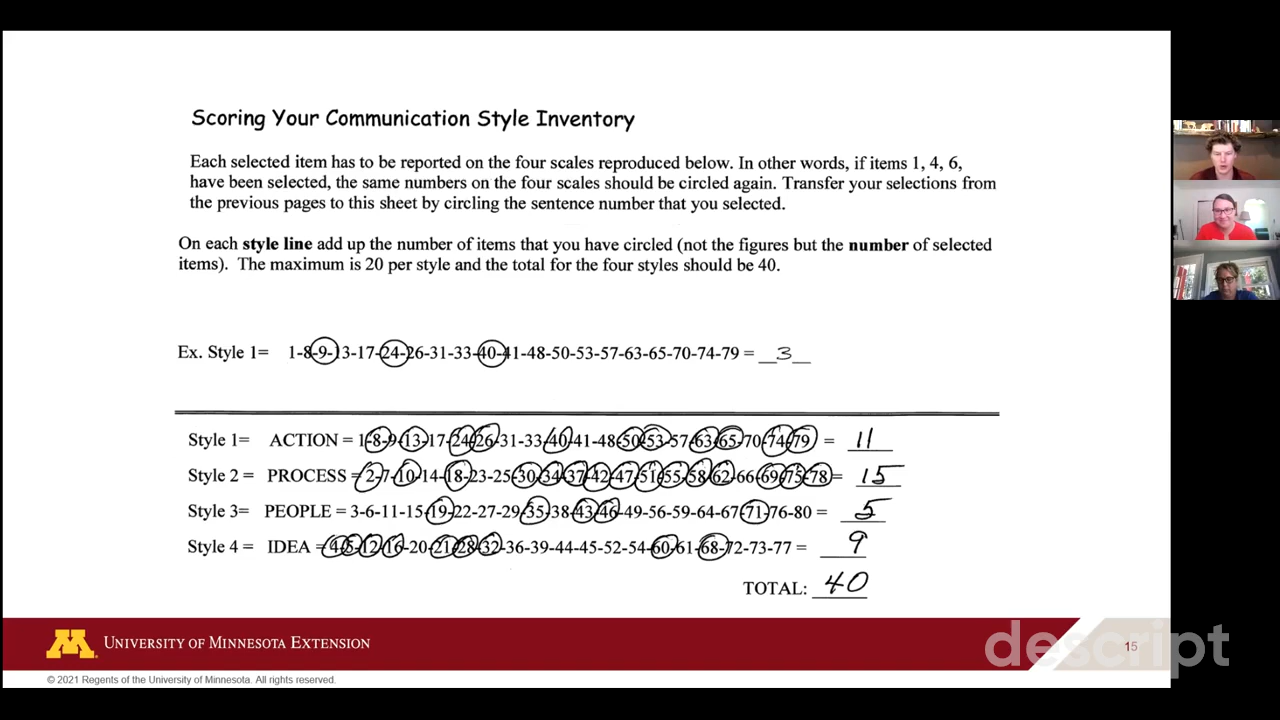 Scoring Your Communication Style Inventory
Each selected item has to be reported on the four scales reproduced below. In other words, if items 1, 4, 6,
have been selected, the same numbers on the four scales should be circled again. Transfer your selections from
the previous pages to this sheet by circling the sentence number that you selected.
On each style line add up the number of items that you have circled (not the figures but the number of selected
items). The maximum is 20 per style and the total for the four styles should be 40.
Ex. Style 1= 1-8-9-13-17-24-26-31-33-40-41-48-50-53-57-63-65-70-74-79 = 3
Style 1= ACTION = 1-8-9-13-17-24-26-31-33-40-41-48-50-53-57-63-65-70-74-79 = 11
Style 2 = PROCESS = 2-7-10-14-18-23-25-30-34-37-42-47-51-55-58-62-66-69-75-78 = 15
Style 3= PEOPLE = 3-6-11-15-19-22-27-29-35-38-43-46-49-56-59-64-67-71-76-80 = 5
Style 4 = IDEA = 4-5-12-16-20-21-28-32-36-39-44-45-52-54-60-61-68-72-73-77 = 9
TOTAL: 40
UNIVERSITY OF MINNESOTA EXTENSION
descript
15
© 2021 Regents of the University of Minnesota. All rights reserved.